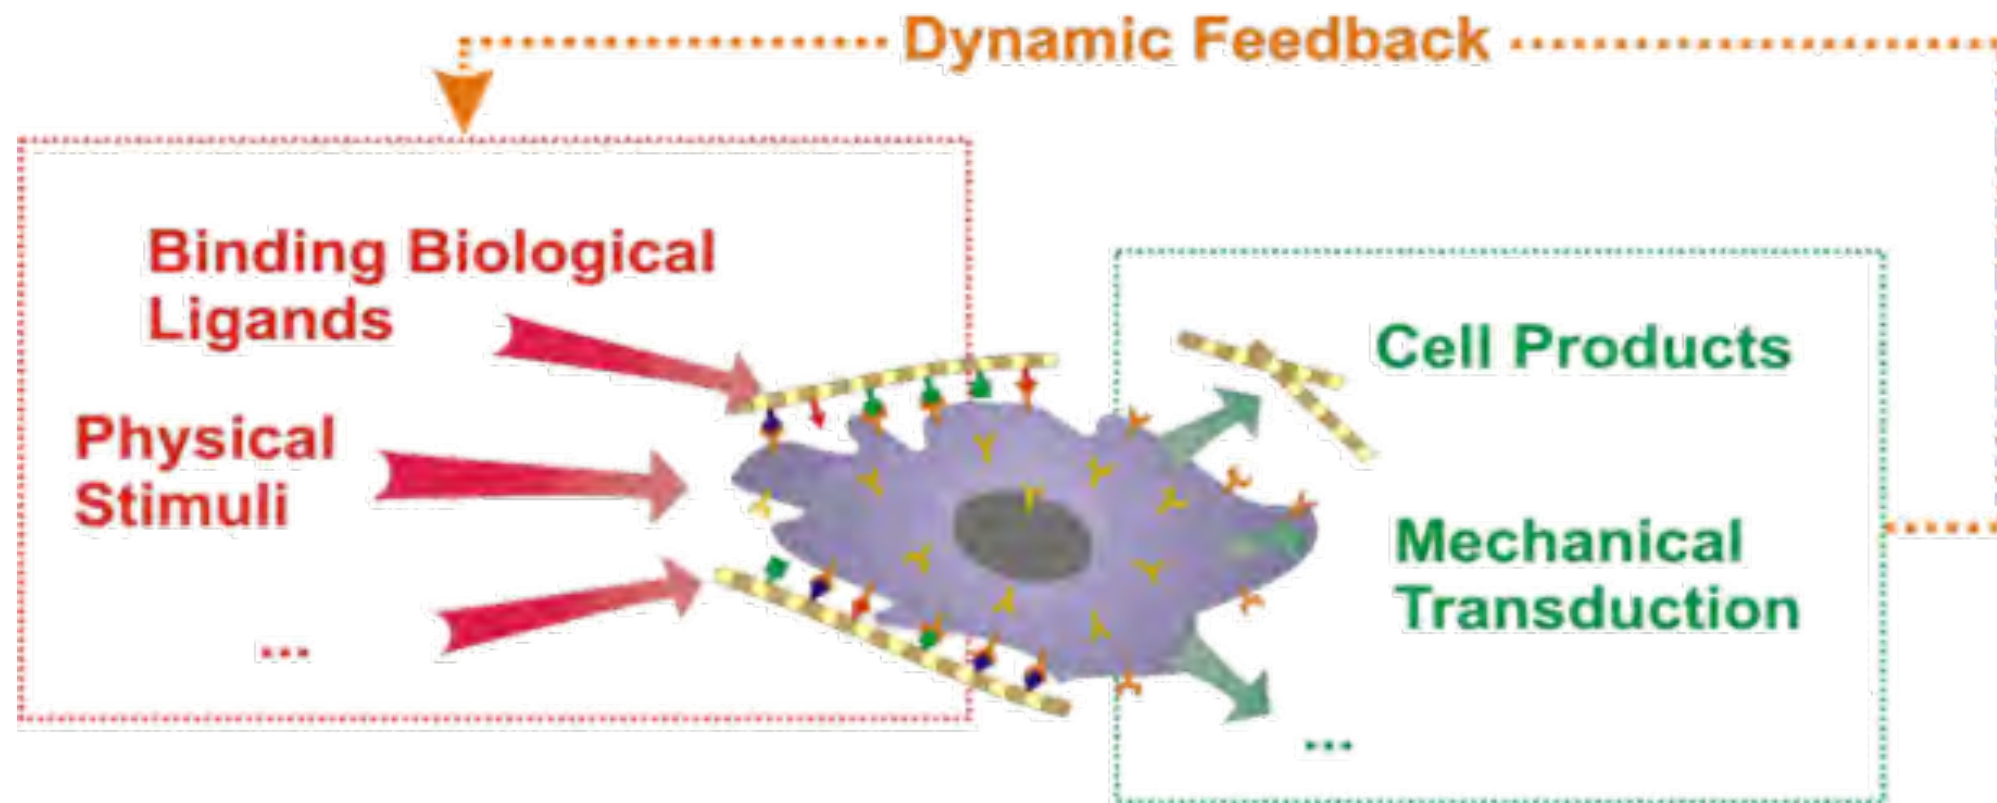 Dynamic Feedback
Binding Biological
Ligands
Physical
Stimuli
...
Cell Products
Mechanical
Transduction
...